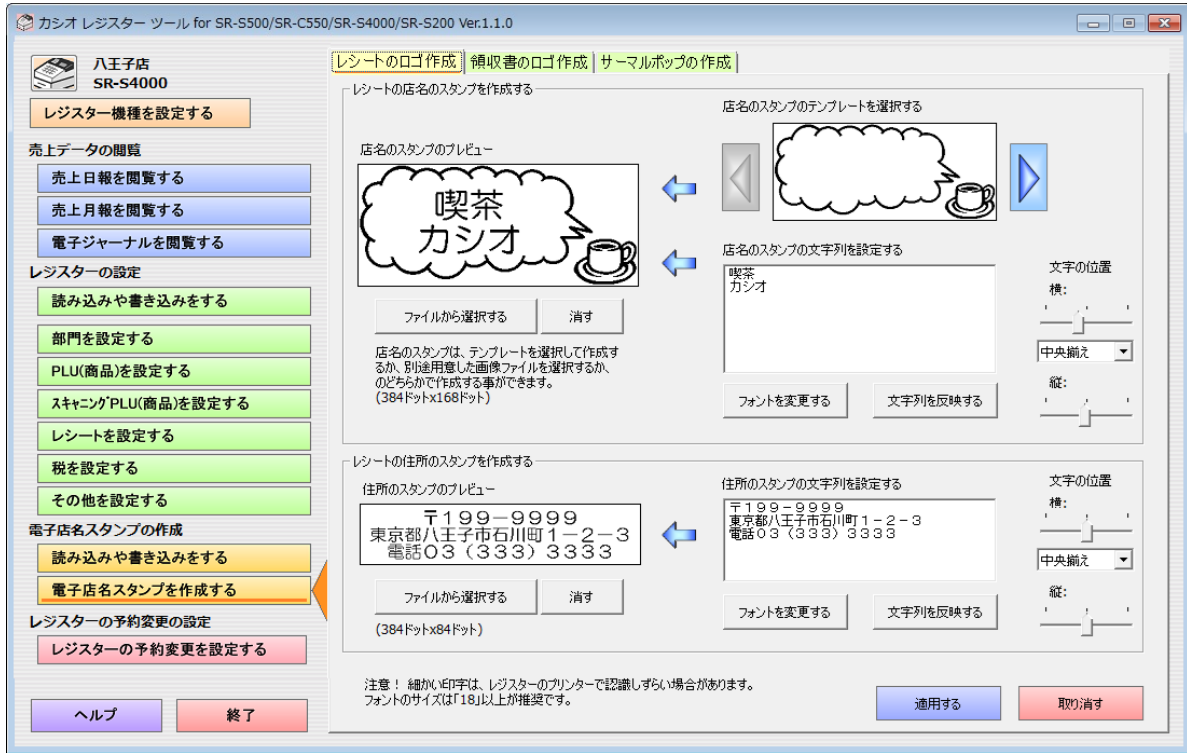 カシオ レジスター ツール for SR-S500/SR-C550/SR-S4000/SR-S200 Ver.1.1.0
八王子店
SR-S4000
レジスター機種を設定する
売上データの閲覧
売上日報を閲覧する
売上月報を閲覧する
電子ジャーナルを閲覧する
レジスターの設定
読み込みや書き込みをする
部門を設定する
PLU(商品)を設定する
ｽｷｬﾆﾝｸﾞPLU(商品)を設定する
レシートを設定する
税を設定する
その他を設定する
電子店名スタンプの作成
読み込みや書き込みをする
電子店名スタンプを作成する
レジスターの予約変更の設定
レジスターの予約変更を設定する
ヘルプ
終了
レシートのロゴ作成
領収書のロゴ作成
サーマルポップの作成
レシートの店名のスタンプを作成する
店名のスタンプのプレビュー
喫茶
カシオ
ファイルから選択する
消す
店名のスタンプは、テンプレートを選択して作成す
るか、別途用意した画像ファイルを選択するか、
のどちらかで作成する事ができます。
(384ドットx168ドット)
店名のスタンプのテンプレートを選択する
店名のスタンプの文字列を設定する
喫茶
カシオ
フォントを変更する
文字列を反映する
文字の位置
横:
中央揃え
縦:
レシートの住所のスタンプを作成する
住所のスタンプのプレビュー
〒１９９－９９９９
東京都八王子市石川町１－２－３
電話０３（３３３）３３３３
ファイルから選択する
消す
(384ドットx84ドット)
住所のスタンプの文字列を設定する
〒１９９－９９９９
東京都八王子市石川町１－２－３
電話０３（３３３）３３３３
フォントを変更する
文字列を反映する
文字の位置
横:
中央揃え
縦:
注意！ 細かい印字は、レジスターのプリンターで認識しずらい場合があります。
フォントのサイズは「18」以上が推奨です。
適用する
取り消す